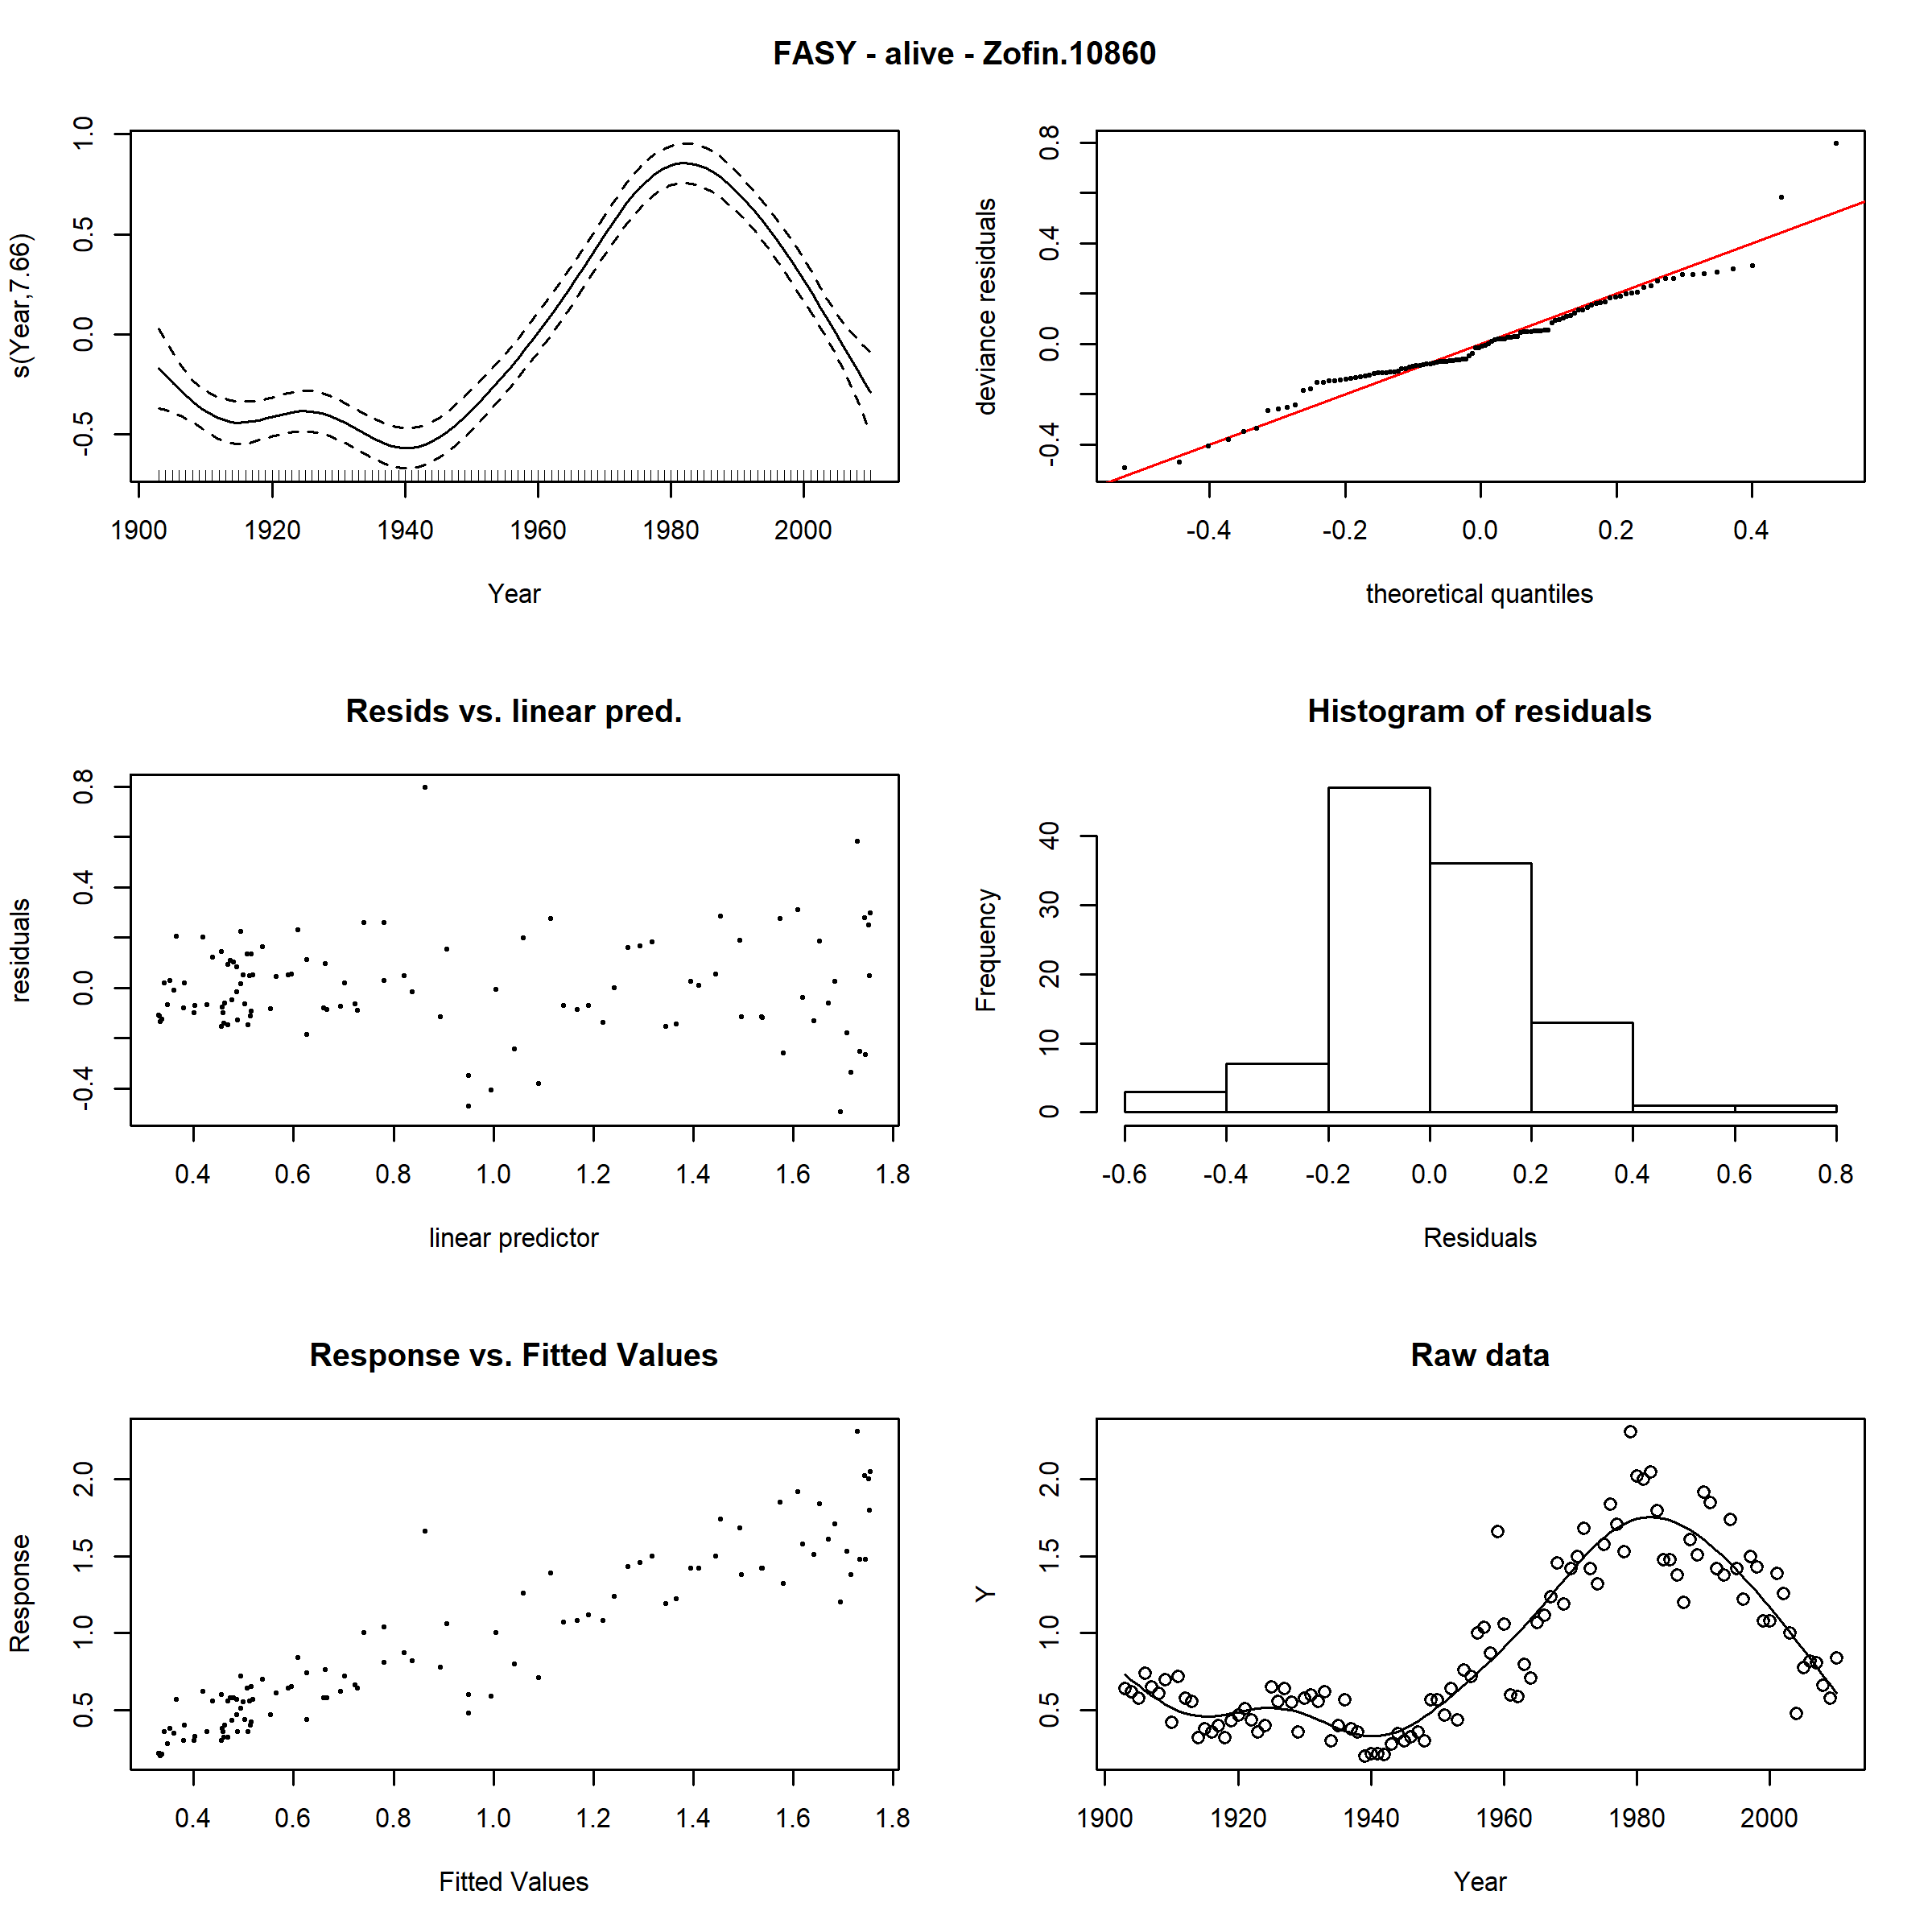 FASY - alive - Zofin.10860
s(Year,7.66)
-0.5 0.0 0.5 1.0
1900 1920 1940 1960 1980 2000
Year
deviance residuals
-0.4 0.0 0.4 0.8
-0.4 -0.2 0.0 0.2 0.4
theoretical quantiles
Resids vs. linear pred.
residuals
-0.4 0.0 0.4 0.8
0.4 0.6 0.8 1.0 1.2 1.4 1.6 1.8
linear predictor
Histogram of residuals
Frequency
0 10 20 30 40
-0.6 -0.4 -0.2 0.0 0.2 0.4 0.6 0.8
Residuals
Response vs. Fitted Values
Response
0.5 1.0 1.5 2.0
0.4 0.6 0.8 1.0 1.2 1.4 1.6 1.8
Fitted Values
Raw data
Y
0.5 1.0 1.5 2.0
1900 1920 1940 1960 1980 2000
Year